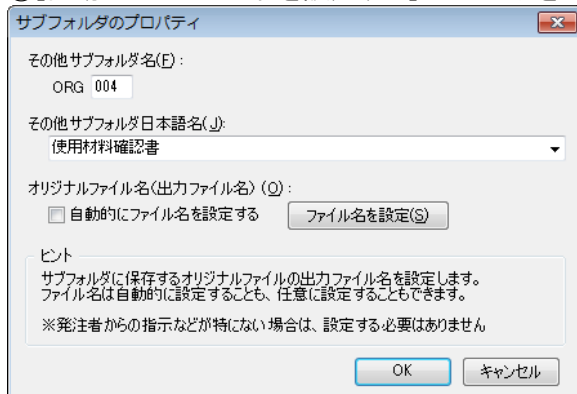 サブフォルダのプロパティ
その他サブフォルダ名(F):
ORG 004
その他サブフォルダ日本語名(J):
使用材料確認書
オリジナルファイル名(出力ファイル名)(O):
自動的にファイル名を設定する ファイル名を設定(S)
ヒント
サブフォルダに保存するオリジナルファイルの出力ファイル名を設定します。
ファイル名は自動的に設定することも、任意に設定することもできます。
※発注者からの指示などが特にない場合は、設定する必要はありません
OK キャンセル